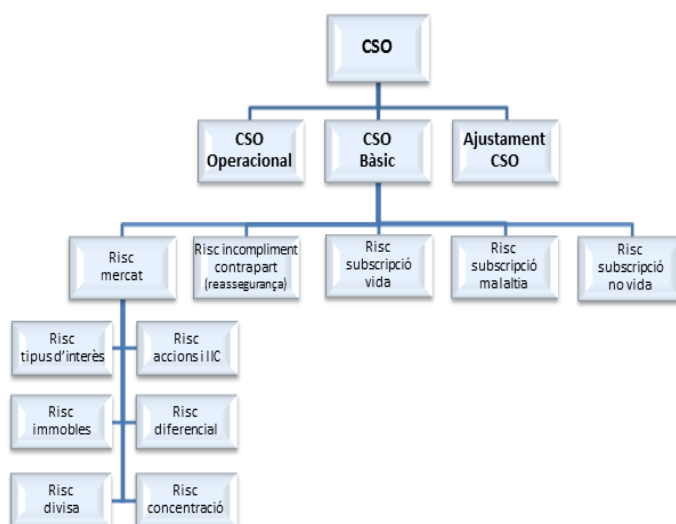 CSO
CSO
Operacional
CSO
Bàsic
Ajustament
CSO
Risc
mercat
Risc incompliment
contrapart
(reassegurança)
Risc
subscripció
vida
Risc
subscripció
malaltia
Risc
subscripció
no vida
Risc
tipus d'interès
Risc
accions i IIC
Risc
immobles
Risc
diferencial
Risc
divisa
Risc
concentració